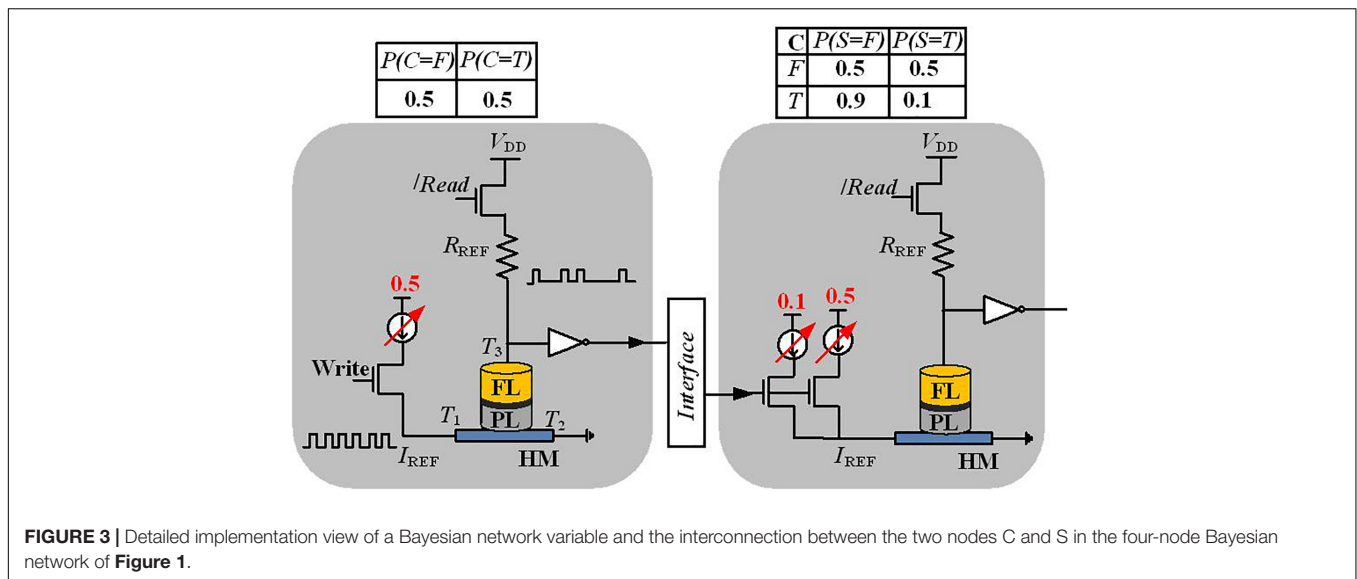 P(C=F) P(C=T)
0.5 0.5
C P(S=F) P(S=T)
F 0.5 0.5
T 0.9 0.1
VDD
/Read
RREF
0.5
Write
T3
FL
PL
T1
T2
IREF
HM
Interface
VDD
/Read
RREF
0.1 0.5
FL
PL
IREF
HM
FIGURE 3 | Detailed implementation view of a Bayesian network variable and the interconnection between the two nodes C and S in the four-node Bayesian
network of Figure 1.